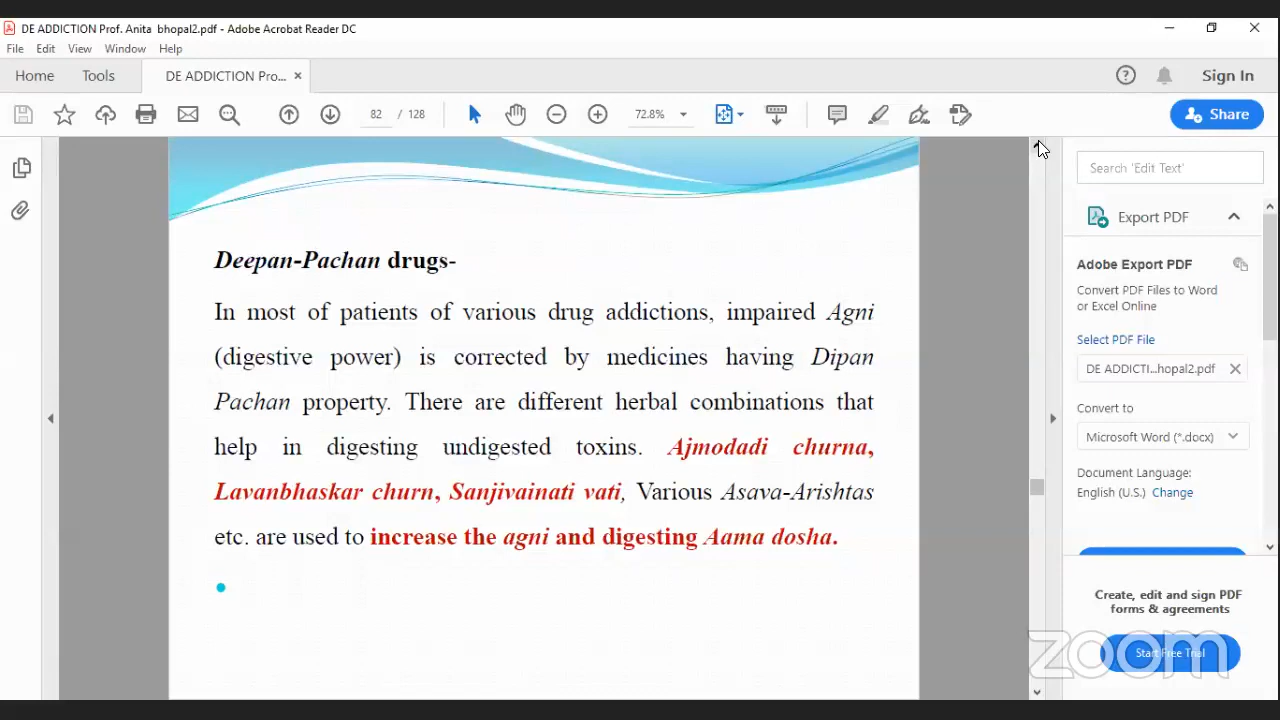 DE ADDICTION Prof. Anita bhopal2.pdf - Adobe Acrobat Reader DC
File Edit View Window Help
Home Tools DE ADDICTION Pro... ×
82 / 128 72.8% Share
Search 'Edit Text'
Export PDF
Adobe Export PDF
Convert PDF Files to Word
or Excel Online
Select PDF File
DE ADDICTI...hopal2.pdf
Convert to
Microsoft Word (*.docx)
Document Language:
English (U.S.) Change
Create, edit and sign PDF
forms & agreements
Start Free Trial
Sign In
Deepan-Pachan drugs-
In most of patients of various drug addictions, impaired Agni
(digestive power) is corrected by medicines having Dipan
Pachan property. There are different herbal combinations that
help in digesting undigested toxins. Ajmodadi churna,
Lavanbhaskar churn, Sanjivainati vati, Various Asava-Arishtas
etc. are used to increase the agni and digesting Aama dosha.
zoom